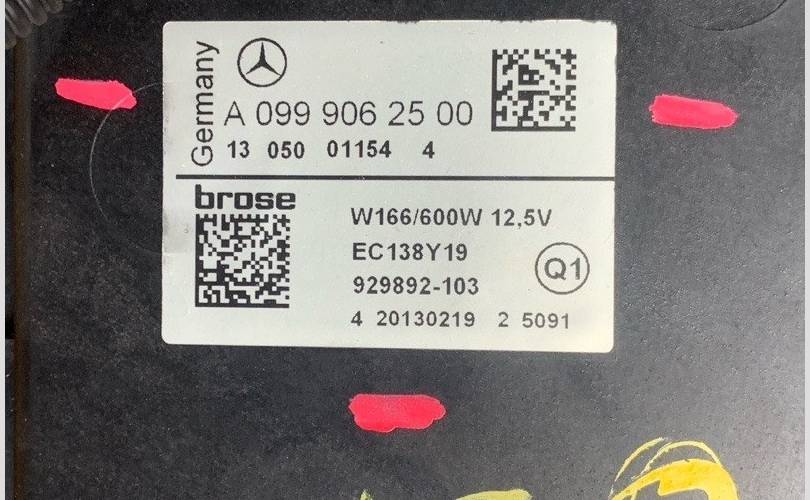 Germany
A 099 906 25 00
13 050 01154 4
brose
W166/600W 12,5V
EC138Y19
929892-103
Q1
4 20130219 2 5091